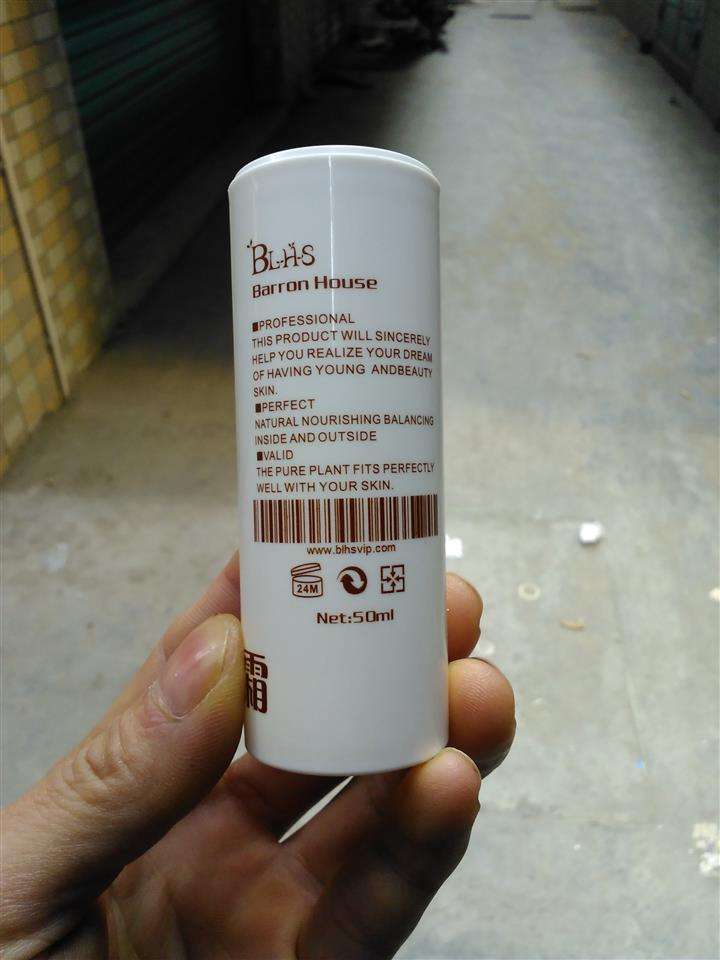 BLHS
Barron House
■PROFESSIONAL
THIS PRODUCT WILL SINCERELY
HELP YOU REALIZE YOUR DREAM
OF HAVING YOUNG ANDBEAUTY
SKIN.
■PERFECT
NATURAL NOURISHING BALANCING
INSIDE AND OUTSIDE
■VALID
THE PURE PLANT FITS PERFECTLY
WELL WITH YOUR SKIN.
www.blhsvip.com
24M
Net:50ml
霜